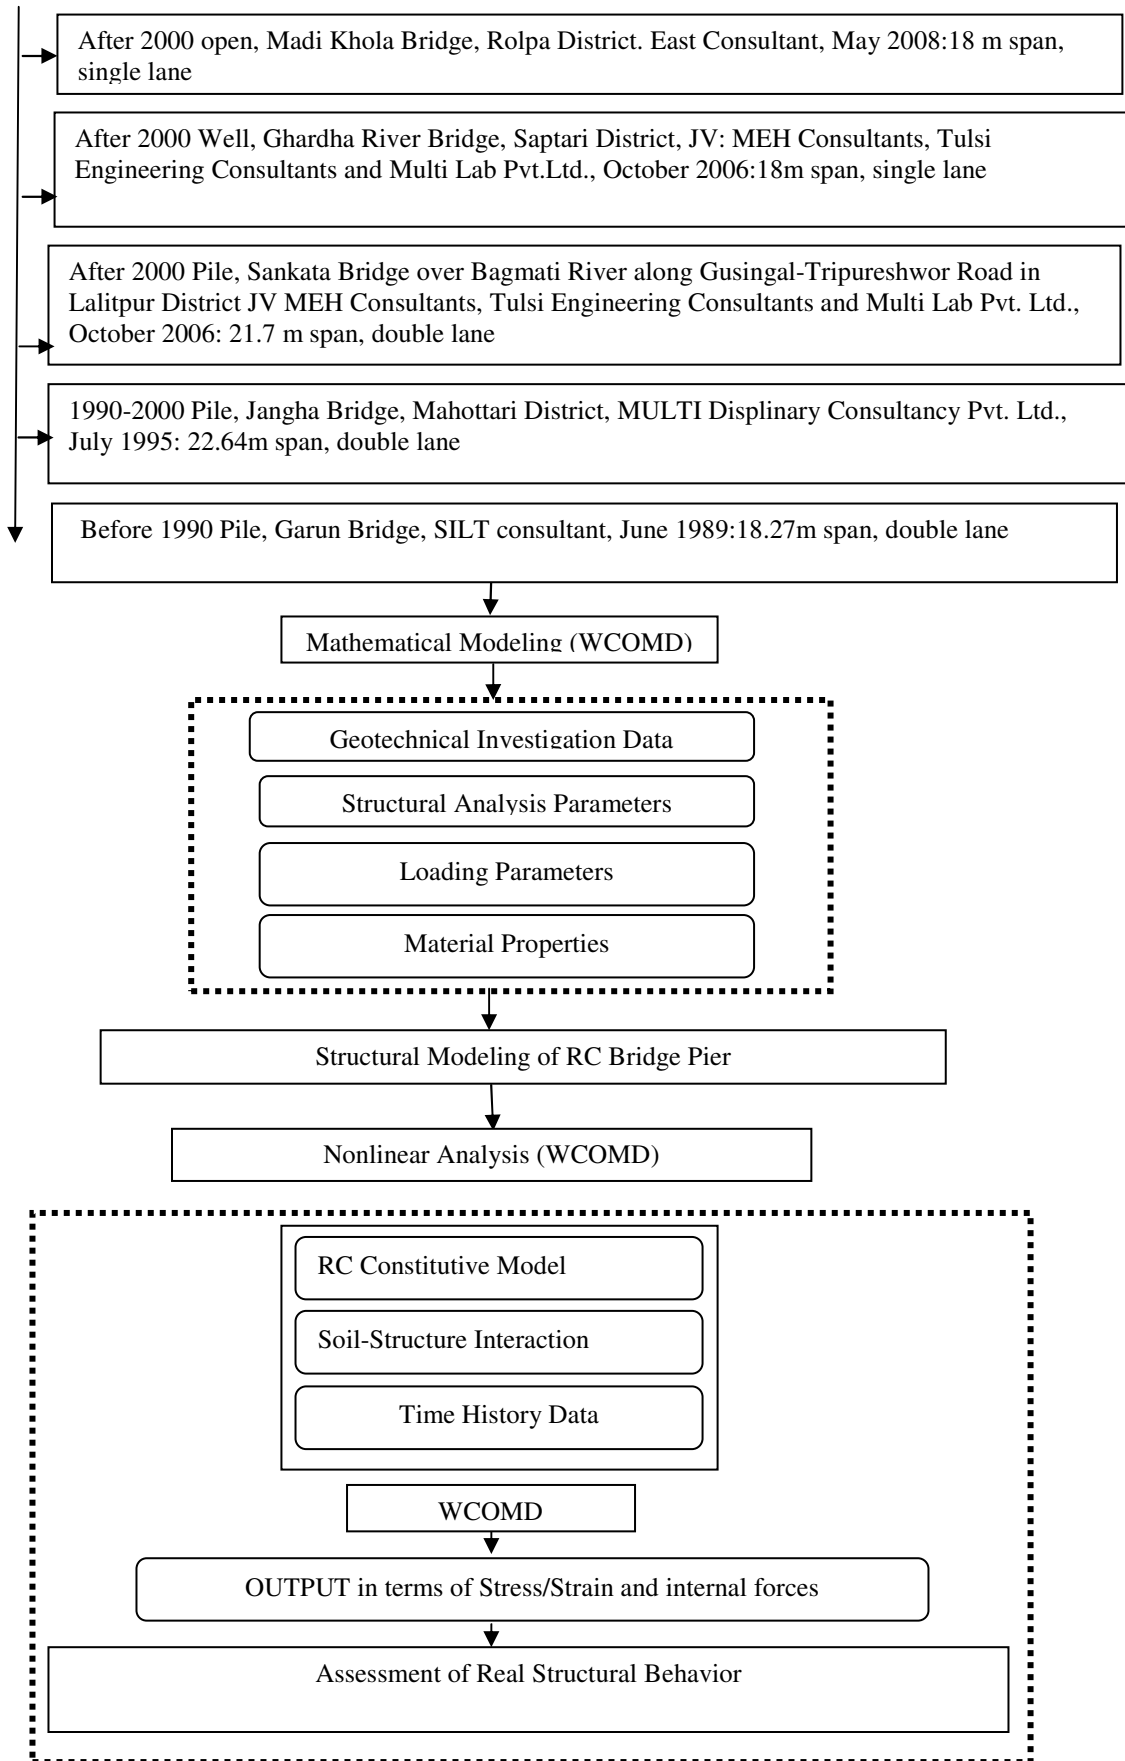 After 2000 open, Madi Khola Bridge, Rolpa District. East Consultant, May 2008:18 m span,
single lane
After 2000 Well, Ghardha River Bridge, Saptari District, JV: MEH Consultants, Tulsi
Engineering Consultants and Multi Lab Pvt.Ltd., October 2006:18m span, single lane
After 2000 Pile, Sankata Bridge over Bagmati River along Gusingal-Tripureshwor Road in
Lalitpur District JV MEH Consultants, Tulsi Engineering Consultants and Multi Lab Pvt. Ltd.,
October 2006: 21.7 m span, double lane
1990-2000 Pile, Jangha Bridge, Mahottari District, MULTI Displinary Consultancy Pvt. Ltd.,
July 1995: 22.64m span, double lane
Before 1990 Pile, Garun Bridge, SILT consultant, June 1989:18.27m span, double lane
Mathematical Modeling (WCOMD)
Geotechnical Investigation Data
Structural Analysis Parameters
Loading Parameters
Material Properties
Structural Modeling of RC Bridge Pier
Nonlinear Analysis (WCOMD)
RC Constitutive Model
Soil-Structure Interaction
Time History Data
WCOMD
OUTPUT in terms of Stress/Strain and internal forces
Assessment of Real Structural Behavior